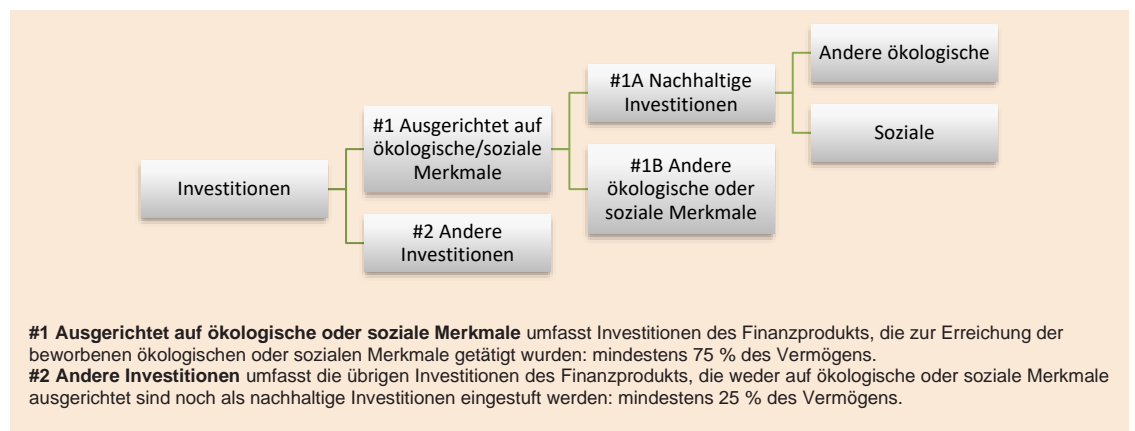 Investitionen
#1 Ausgerichtet auf
ökologische/soziale
Merkmale
#2 Andere
Investitionen
#1A Nachhaltige
Investitionen
#1B Andere
ökologische oder
soziale Merkmale
Andere ökologische
Soziale
#1 Ausgerichtet auf ökologische oder soziale Merkmale umfasst Investitionen des Finanzprodukts, die zur Erreichung der
beworbenen ökologischen oder sozialen Merkmale getätigt wurden: mindestens 75 % des Vermögens.
#2 Andere Investitionen umfasst die übrigen Investitionen des Finanzprodukts, die weder auf ökologische oder soziale Merkmale
ausgerichtet sind noch als nachhaltige Investitionen eingestuft werden: mindestens 25 % des Vermögens.